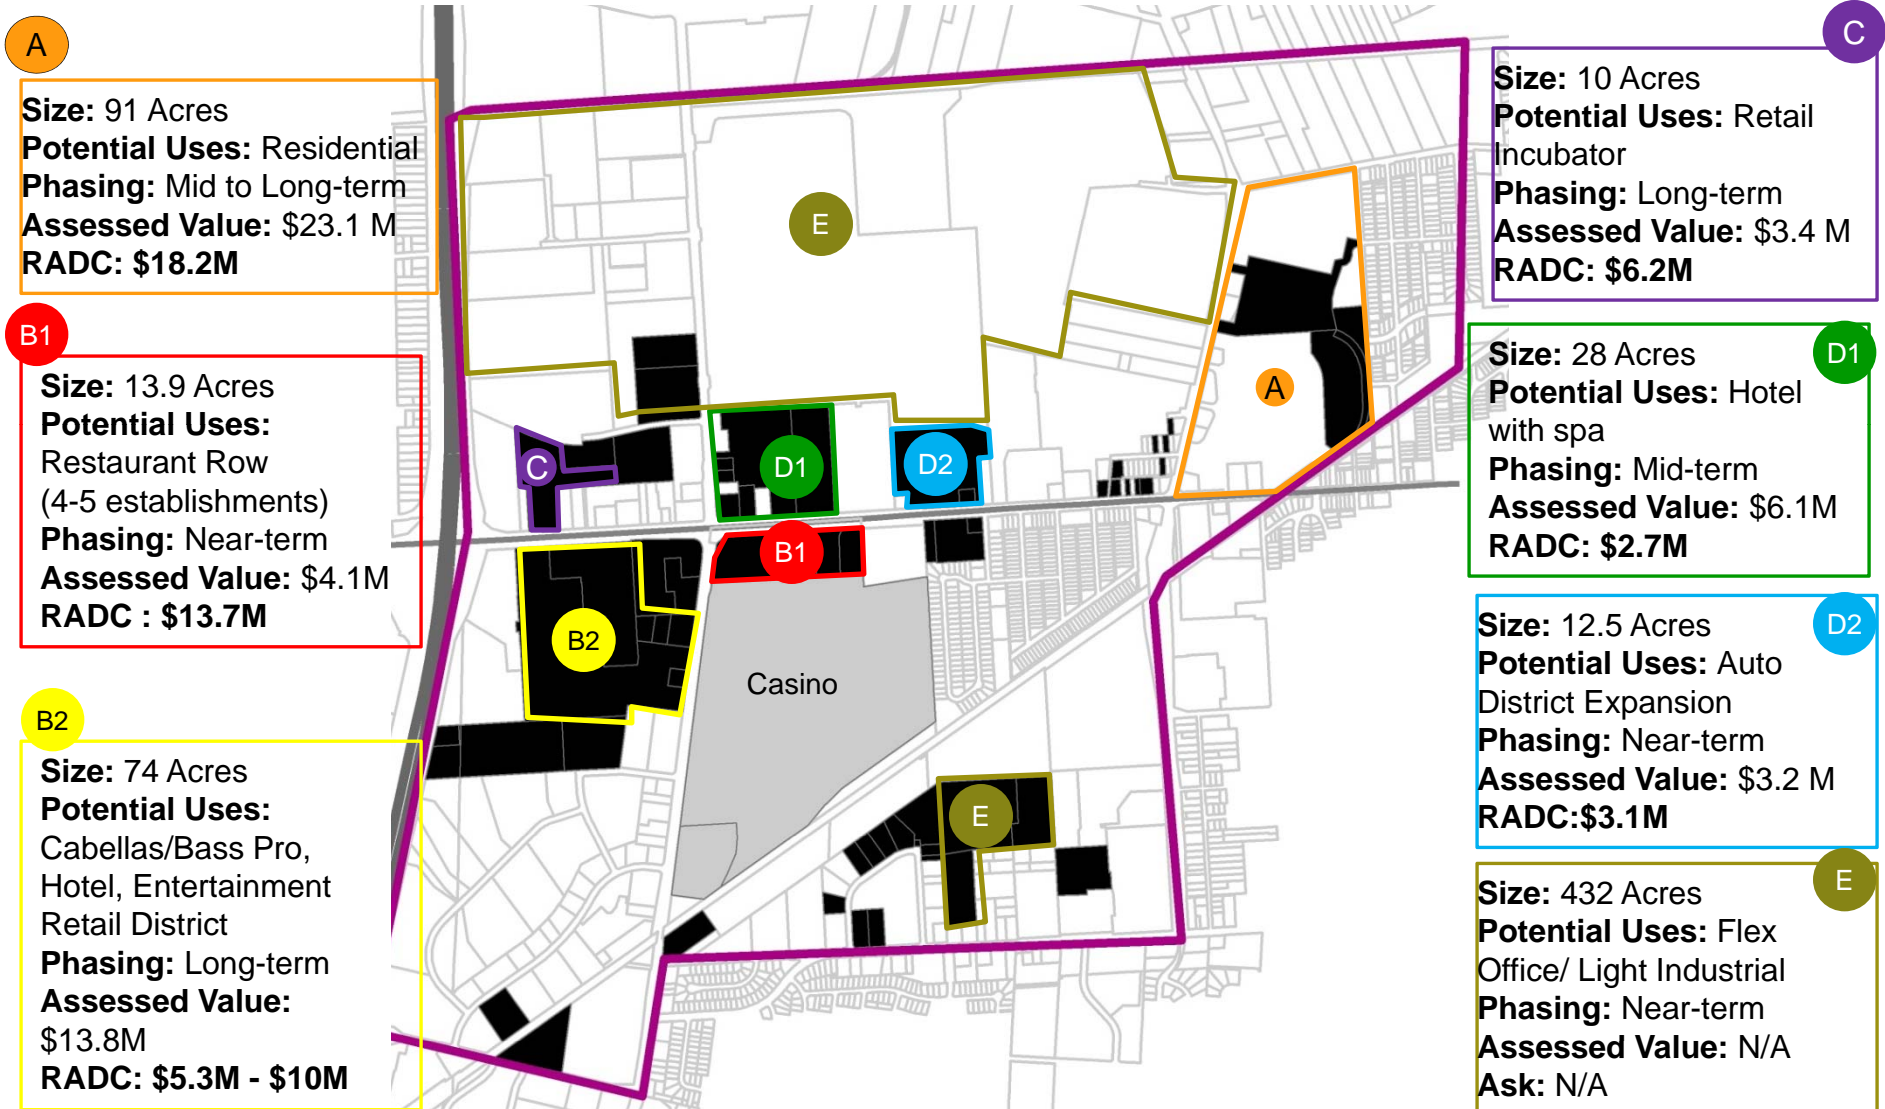 A
Size: 91 Acres
Potential Uses: Residential
Phasing: Mid to Long-term
Assessed Value: $23.1 M
RADC: $18.2M
B1
Size: 13.9 Acres
Potential Uses:
Restaurant Row
(4-5 establishments)
Phasing: Near-term
Assessed Value: $4.1M
RADC : $13.7M
B2
Size: 74 Acres
Potential Uses:
Cabellas/Bass Pro,
Hotel, Entertainment
Retail District
Phasing: Long-term
Assessed Value:
$13.8M
RADC: $5.3M - $10M
E
A
C
D1
D2
B1
B2
Casino
E
C
Size: 10 Acres
Potential Uses: Retail
Incubator
Phasing: Long-term
Assessed Value: $3.4 M
RADC: $6.2M
D1
Size: 28 Acres
Potential Uses: Hotel
with spa
Phasing: Mid-term
Assessed Value: $6.1M
RADC: $2.7M
D2
Size: 12.5 Acres
Potential Uses: Auto
District Expansion
Phasing: Near-term
Assessed Value: $3.2 M
RADC:$3.1M
E
Size: 432 Acres
Potential Uses: Flex
Office/ Light Industrial
Phasing: Near-term
Assessed Value: N/A
Ask: N/A